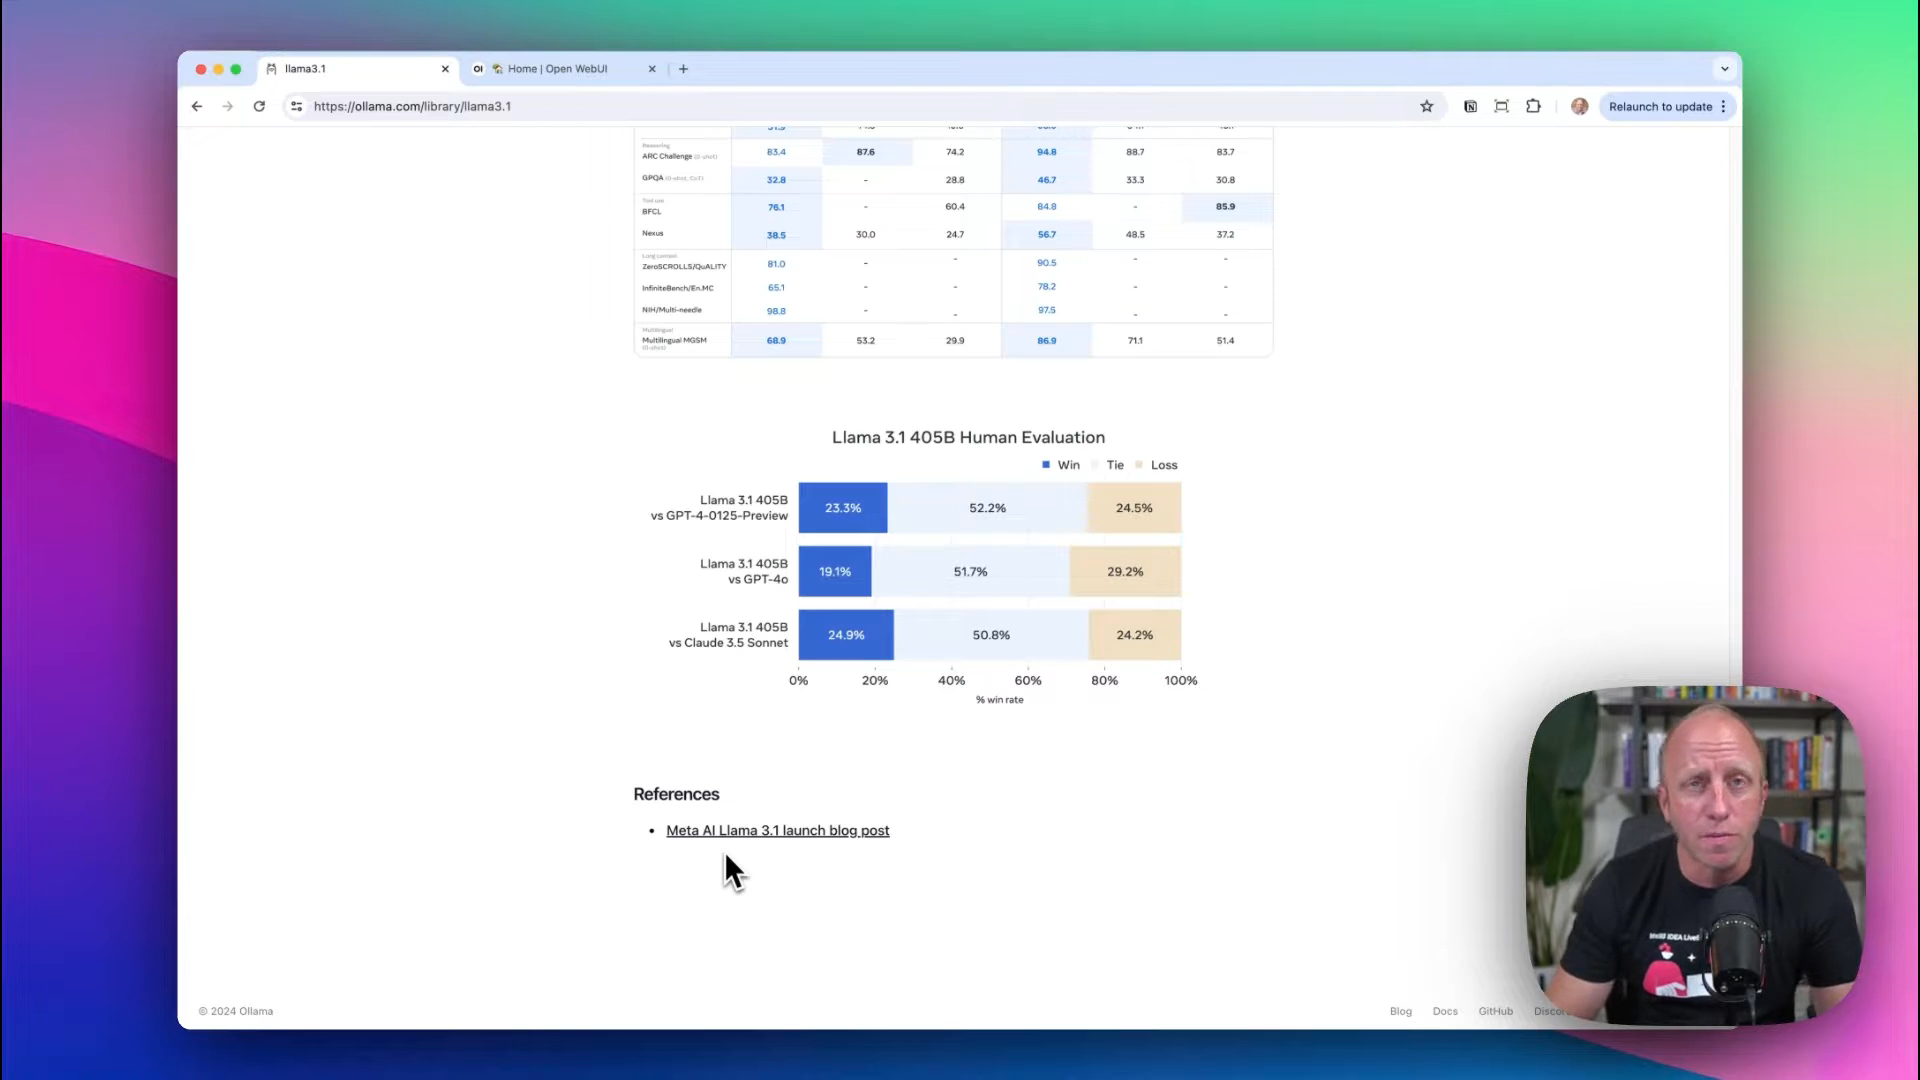 llama3.1
OI Home | Open WebUI
https://ollama.com/library/llama3.1
Relaunch to update
Reasoning
ARC Challenge (0-shot) 83.4 87.6 74.2 94.8 88.7 83.7
GPQA (0-shot, CoT) 32.8 - 28.8 46.7 33.3 30.8
Tool use
BFCL 76.1 - 60.4 84.8 - 85.9
Nexus 38.5 30.0 24.7 56.7 48.5 37.2
Long context
ZeroSCROLLS/QuALITY 81.0 - - 90.5 - -
InfiniteBench/En.MC 65.1 - - 78.2 - -
NIH/Multi-needle 98.8 - - 97.5 - -
Multilingual
Multilingual MGSM 68.9 53.2 29.9 86.9 71.1 51.4
(0-shot)
Llama 3.1 405B Human Evaluation
Win Tie Loss
Llama 3.1 405B
vs GPT-4-0125-Preview
23.3% 52.2% 24.5%
Llama 3.1 405B
vs GPT-4o
19.1% 51.7% 29.2%
Llama 3.1 405B
vs Claude 3.5 Sonnet
24.9% 50.8% 24.2%
0% 20% 40% 60% 80% 100%
% win rate
References
• Meta AI Llama 3.1 launch blog post
IntelliJ IDEA Live!
© 2024 Ollama
Blog Docs GitHub